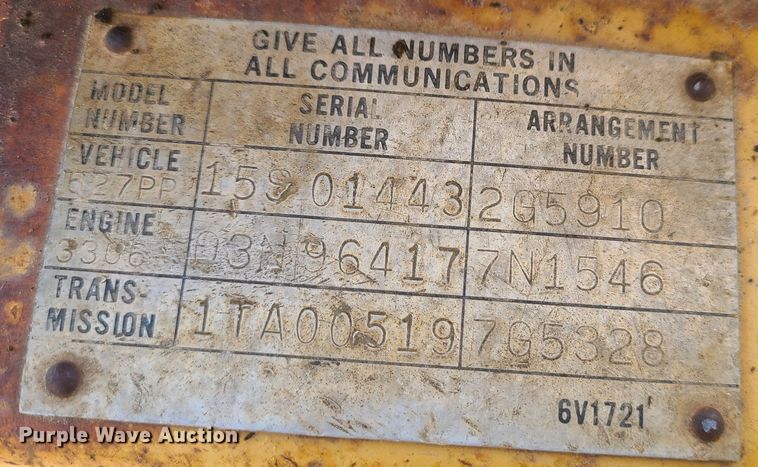 GIVE ALL NUMBERS IN
ALL COMMUNICATIONS
MODEL NUMBER SERIAL NUMBER ARRANGEMENT NUMBER
VEHICLE
627PP 15S01443 2G5910
ENGINE
3306 03N96417 7N1546
TRANS-
MISSION 1TA00519 7G5328
6V1721
Purple Wave Auction